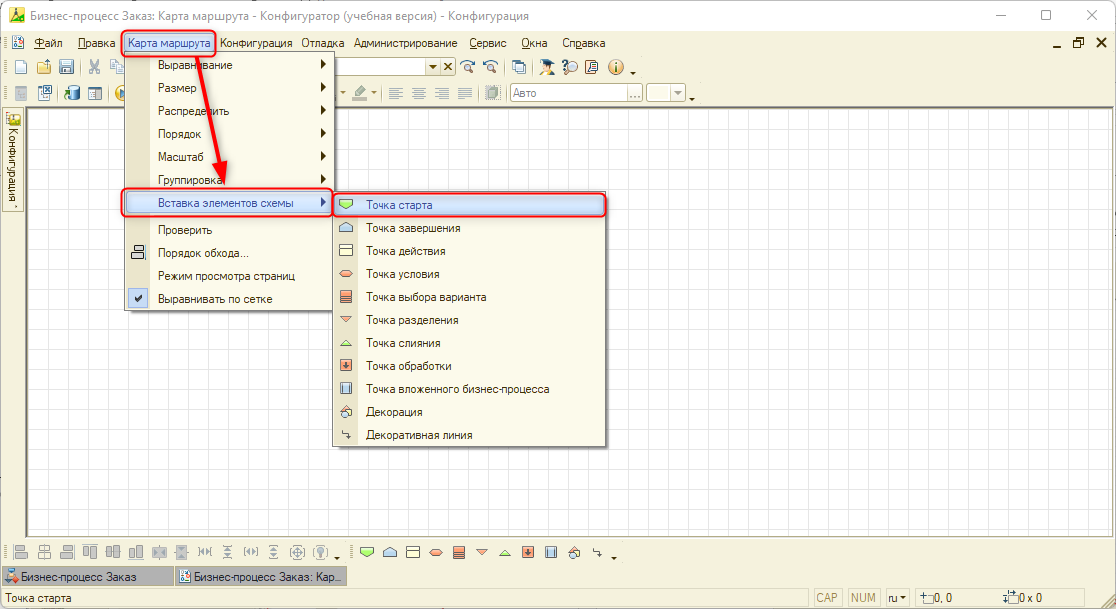 Бизнес-процесс Заказ: Карта маршрута - Конфигуратор (учебная версия) - Конфигурация
Файл Правка Карта маршрута Конфигурация Отладка Администрирование Сервис Окна Справка
Авто
Конфигурация
Выравнивание
Размер
Распределить
Порядок
Масштаб
Группировка
Вставка элементов схемы
Проверить
Порядок обхода...
Режим просмотра страниц
Выравнивать по сетке
Точка старта
Точка завершения
Точка действия
Точка условия
Точка выбора варианта
Точка разделения
Точка слияния
Точка обработки
Точка вложенного бизнес-процесса
Декорация
Декоративная линия
Бизнес-процесс Заказ Бизнес-процесс Заказ: Кар...
Точка старта CAP NUM ru 0, 0 0 x 0